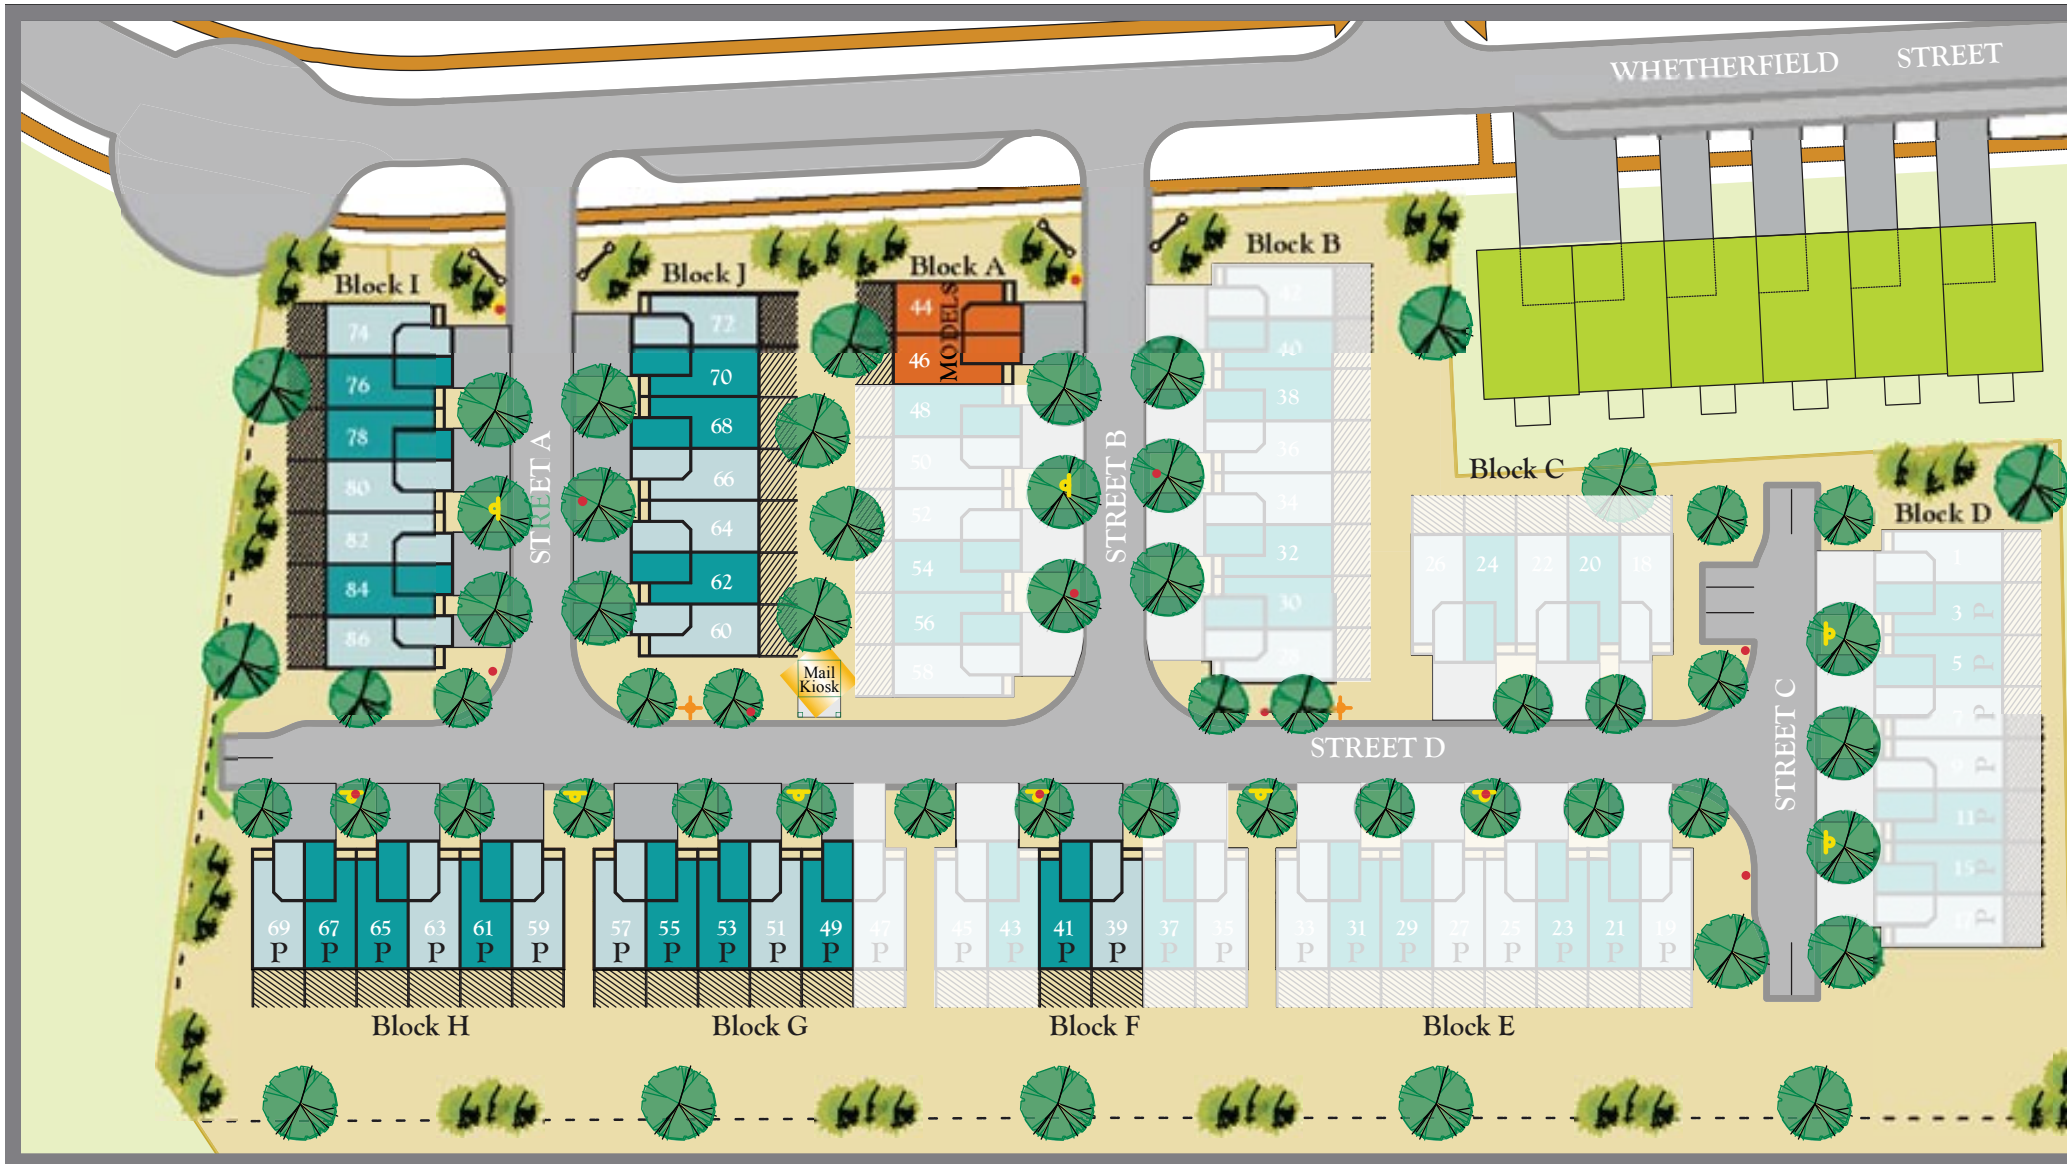 WHETHERFIELD STREET
Block I
74
76
78
80
82
84
86
STREET A
Block J
72
70
68
66
64
62
60
Mail
Kiosk
Block A
44
46
MODELS
48
50
52
54
56
58
STREET B
Block B
42
40
38
36
34
32
30
28
Block C
26 24 22 20 18
STREET D
STREET C
Block D
1
3 P
5 P
7 P
9 P
11 P
15 P
17 P
69 67 65 63 61 59
P P P P P P
Block H
57 55 53 51 49 47
P P P P P P
Block G
45 43 41 39 37 35
P P P P P P
Block F
33 31 29 27 25 23 21 19
P P P P P P P P
Block E